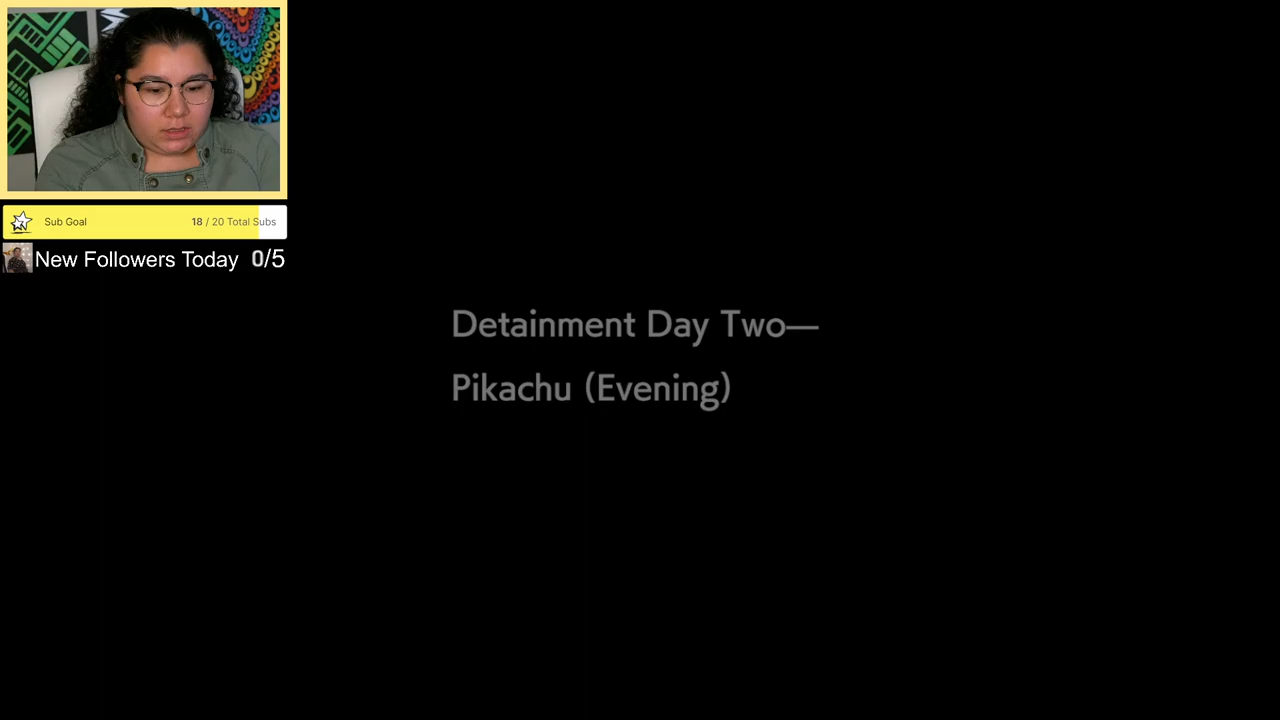 Sub Goal 18 / 20 Total Subs
New Followers Today 0/5
Detainment Day Two—
Pikachu (Evening)